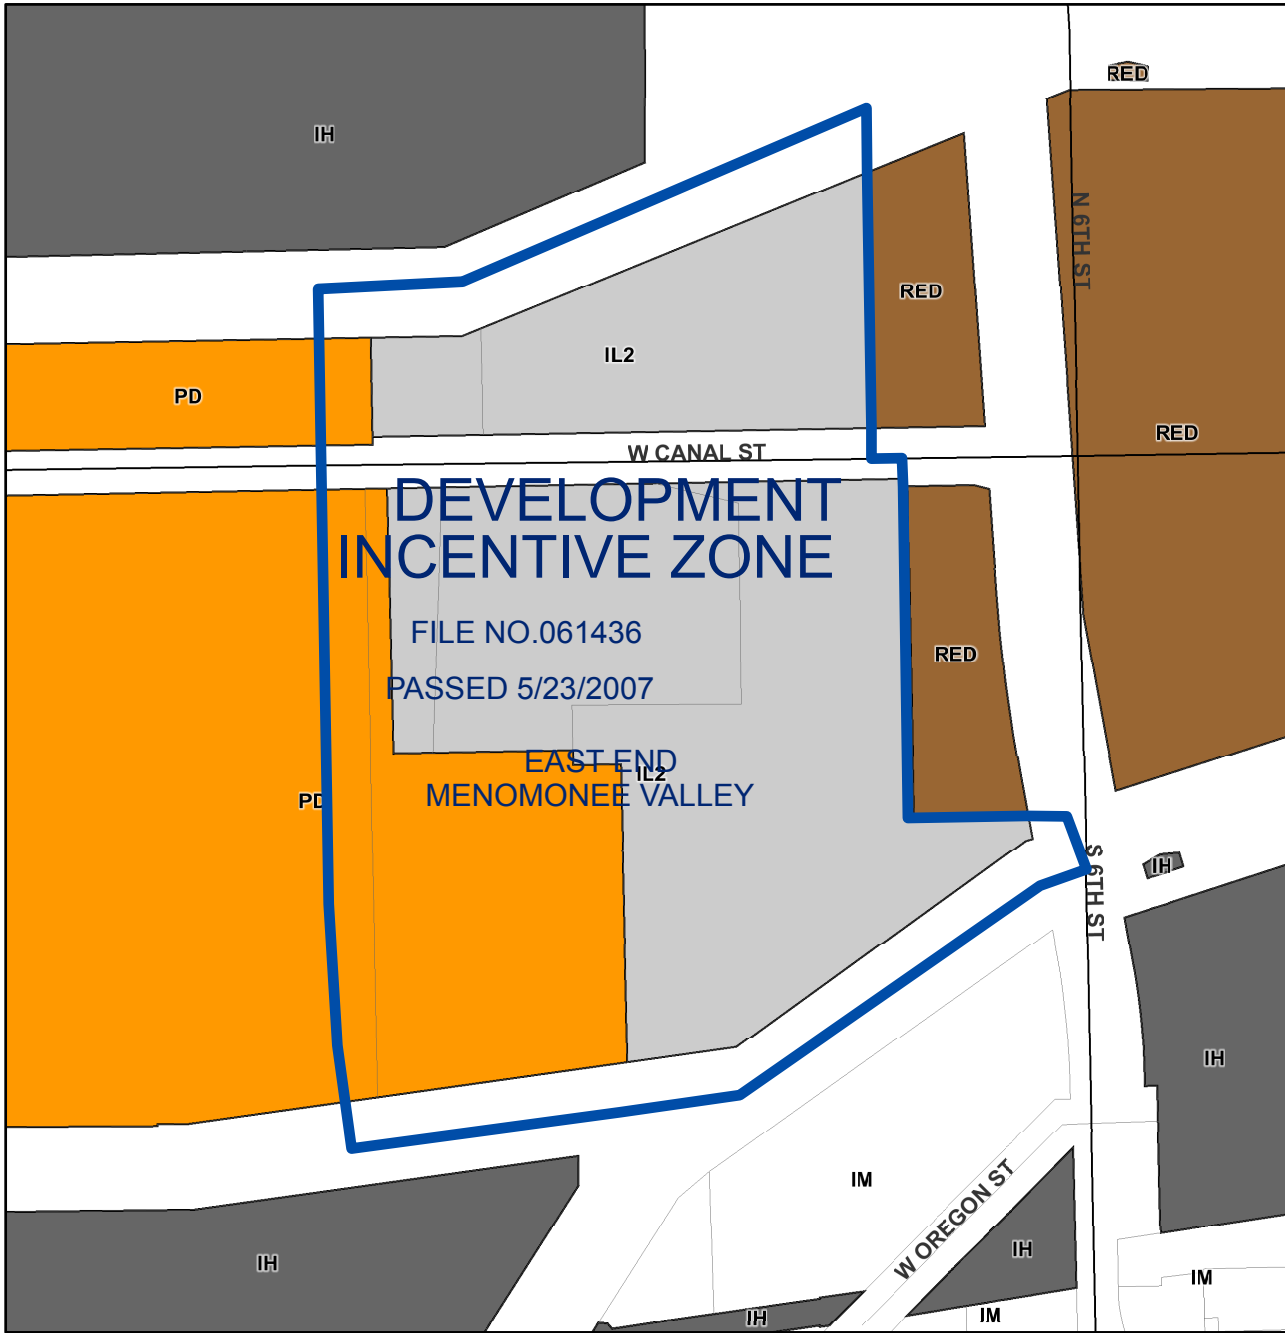 RED
IH
N 6TH ST
RED
IL2
PD
RED
W CANAL ST
DEVELOPMENT
INCENTIVE ZONE
FILE NO.061436
RED
PASSED 5/23/2007
EAST END
IL2
MENOMONEE VALLEY
PD
IH
S 6TH ST
IH
IM
W OREGON ST
IH
IH
IM
IH
IM